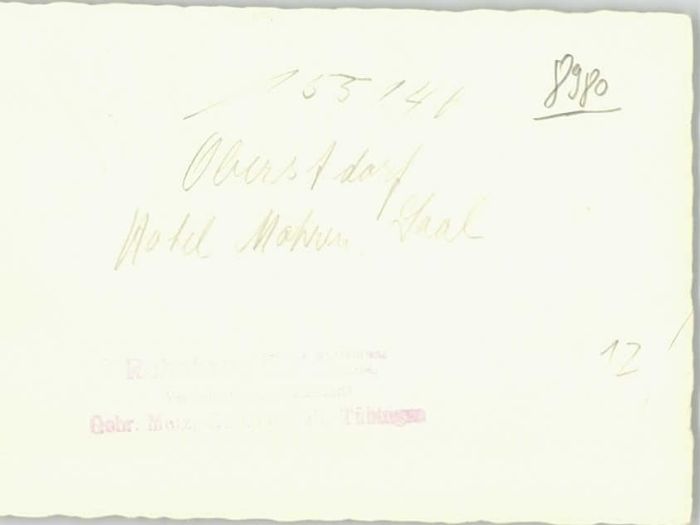 155141
8980
Oberstdorf
Hotel Mohren Saal
12
Gebr. Metz, Tübingen